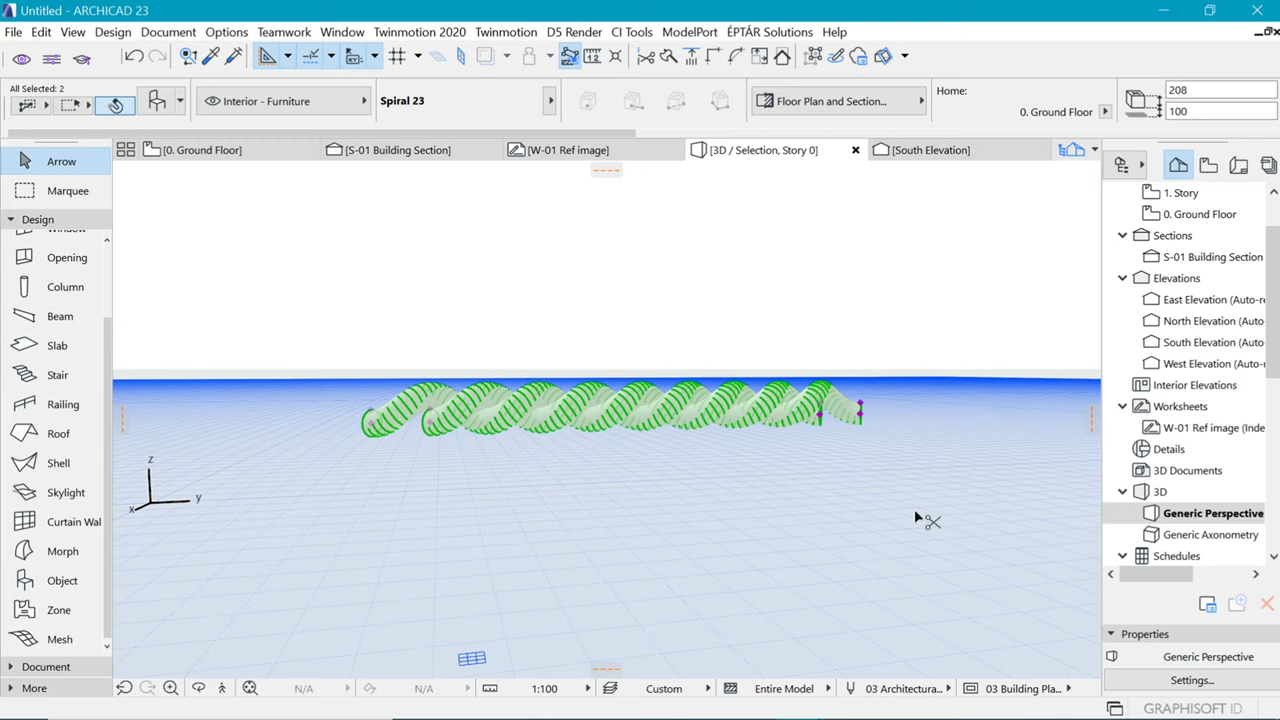 Untitled - ARCHICAD 23
File Edit View Design Document Options Teamwork Window Twinmotion 2020 Twinmotion D5 Render CI Tools ModelPort ÉPTÁR Solutions Help
All Selected: 2
Interior - Furniture
Spiral 23
Floor Plan and Section...
Home:
0. Ground Floor
208
100
[0. Ground Floor]
[S-01 Building Section]
[W-01 Ref image]
[3D / Selection, Story 0]
[South Elevation]
Arrow
Marquee
Design
Window
Opening
Column
Beam
Slab
Stair
Railing
Roof
Shell
Skylight
Curtain Wal
Morph
Object
Zone
Mesh
Document
More
z
y
x
1. Story
0. Ground Floor
Sections
S-01 Building Section
Elevations
East Elevation (Auto-r
North Elevation (Auto
South Elevation (Auto-
West Elevation (Auto-
Interior Elevations
Worksheets
W-01 Ref image (Inde
Details
3D Documents
3D
Generic Perspective
Generic Axonometry
Schedules
Properties
Generic Perspective
Settings...
N/A
N/A
1:100
Custom
Entire Model
03 Architectura...
03 Building Pla...
GRAPHISOFT ID